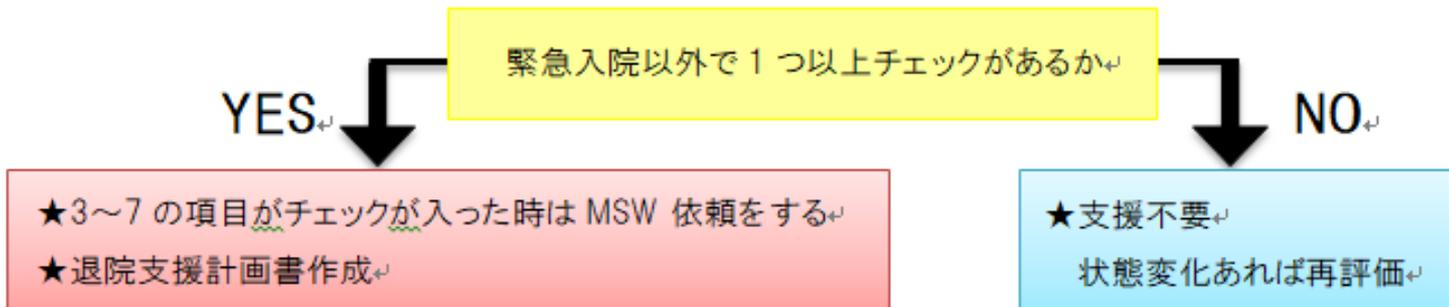 緊急入院以外で1つ以上チェックがあるか
YES
NO
★3~7の項目がチェックが入った時はMSW 依頼をする
★退院支援計画書作成
★支援不要
状態変化あれば再評価